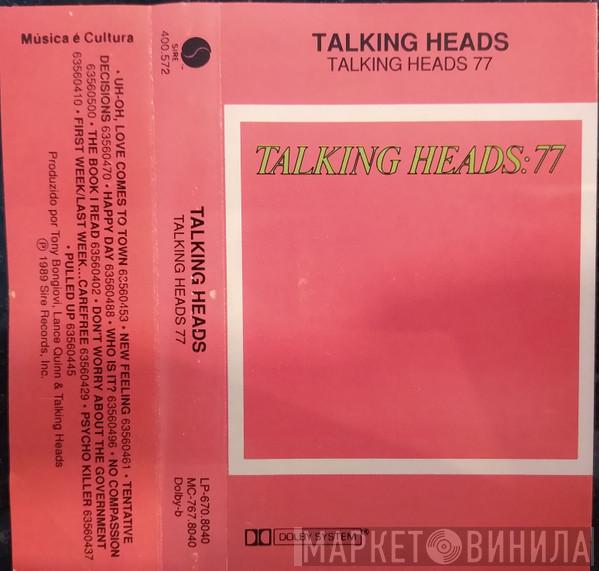 Música é Cultura
• UH-OH, LOVE COMES TO TOWN 63560453 • NEW FEELING 63560461 • TENTATIVE
DECISIONS 63560470 • HAPPY DAY 63560488 • WHO IS IT? 63560496 • NO COMPASSION
63560500 • THE BOOK I READ 63560402 • DON'T WORRY ABOUT THE GOVERNMENT
63560410 • FIRST WEEK/LAST WEEK...CAREFREE 63560429 • PSYCHO KILLER 63560437
• PULLED UP 63560445
Produzido por Tony Bongiovi, Lance Quinn & Talking Heads
℗ 1989 Sire Records, Inc.
SIRE
400.572
TALKING HEADS
TALKING HEADS 77
LP-670.8040
MC-767.8040
Dolby-b
TALKING HEADS
TALKING HEADS 77
TALKING HEADS: 77
DOLBY SYSTEM®
МАРКЕТ ВИНИЛА